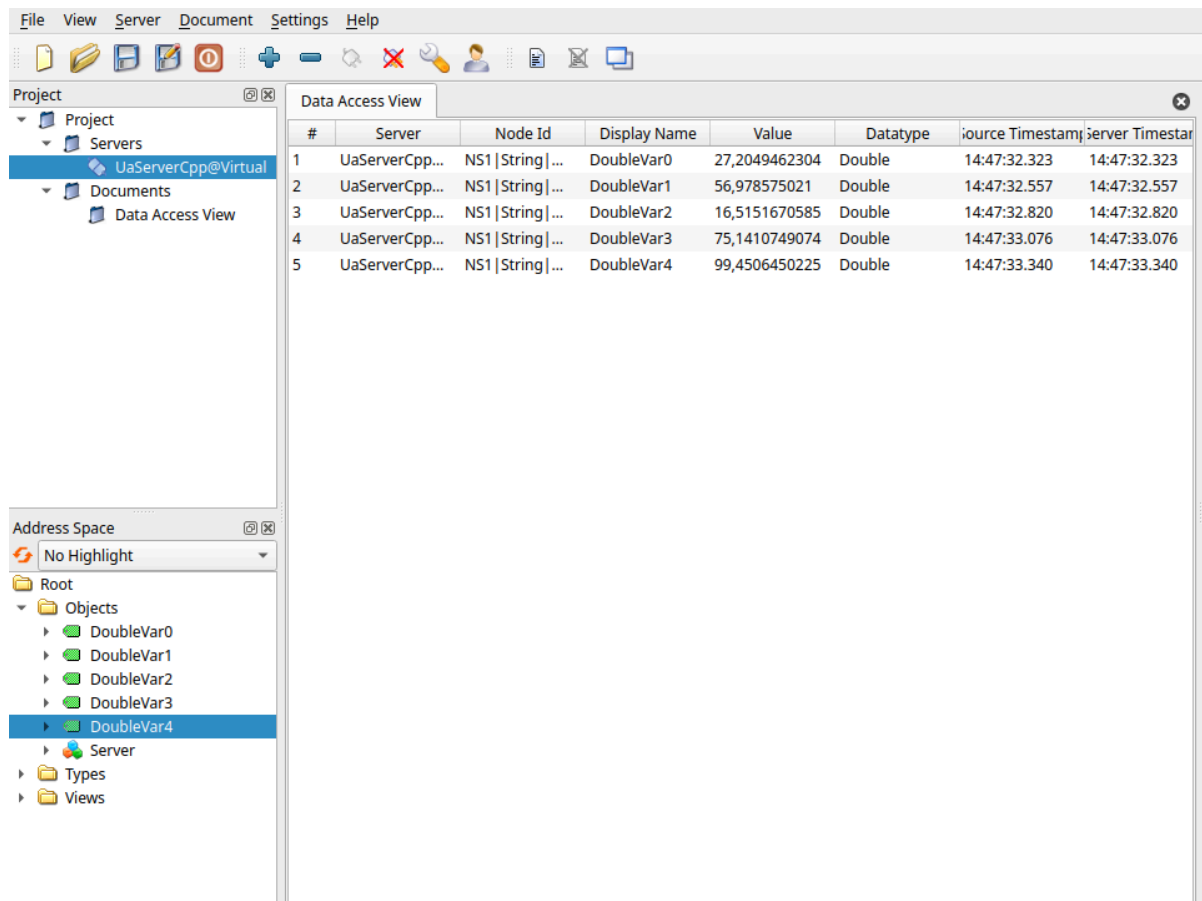 File View Server Document Settings Help
Project
Project
Servers
UaServerCpp@Virtual
Documents
Data Access View
Address Space
No Highlight
Root
Objects
DoubleVar0
DoubleVar1
DoubleVar2
DoubleVar3
DoubleVar4
Server
Types
Views
Data Access View
# Server Node Id Display Name Value Datatype Source Timestamp Server Timestam
1 UaServerCpp... NS1|String|... DoubleVar0 27,2049462304 Double 14:47:32.323 14:47:32.323
2 UaServerCpp... NS1|String|... DoubleVar1 56,978575021 Double 14:47:32.557 14:47:32.557
3 UaServerCpp... NS1|String|... DoubleVar2 16,5151670585 Double 14:47:32.820 14:47:32.820
4 UaServerCpp... NS1|String|... DoubleVar3 75,1410749074 Double 14:47:33.076 14:47:33.076
5 UaServerCpp... NS1|String|... DoubleVar4 99,4506450225 Double 14:47:33.340 14:47:33.340